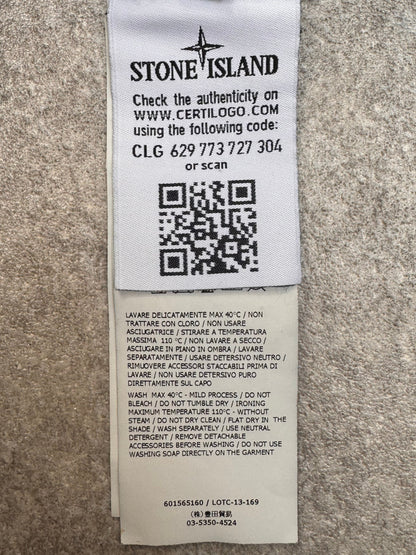 STONE ISLAND
Check the authenticity on
WWW.CERTILOGO.COM
using the following code:
CLG 629 773 727 304
or scan
LAVARE DELICATAMENTE MAX 40°C / NON
TRATTARE CON CLORO / NON USARE
ASCIUGATRICE / STIRARE A TEMPERATURA
MASSIMA 110 °C / NON LAVARE A SECCO /
ASCIUGARE IN PIANO IN OMBRA / LAVARE
SEPARATAMENTE / USARE DETERSIVO NEUTRO /
RIMUOVERE ACCESSORI STACCABILI PRIMA DI
LAVARE / NON USARE DETERSIVO PURO
DIRETTAMENTE SUL CAPO
WASH MAX 40°C - MILD PROCESS / DO NOT
BLEACH / DO NOT TUMBLE DRY / IRONING
MAXIMUM TEMPERATURE 110°C - WITHOUT
STEAM / DO NOT DRY CLEAN / FLAT DRY IN THE
SHADE / WASH SEPARATELY / USE NEUTRAL
DETERGENT / REMOVE DETACHABLE
ACCESSORIES BEFORE WASHING / DO NOT USE
WASHING SOAP DIRECTLY ON THE GARMENT
601565160 / LOTC-13-169
(株)豊田貿易
03-5350-4524